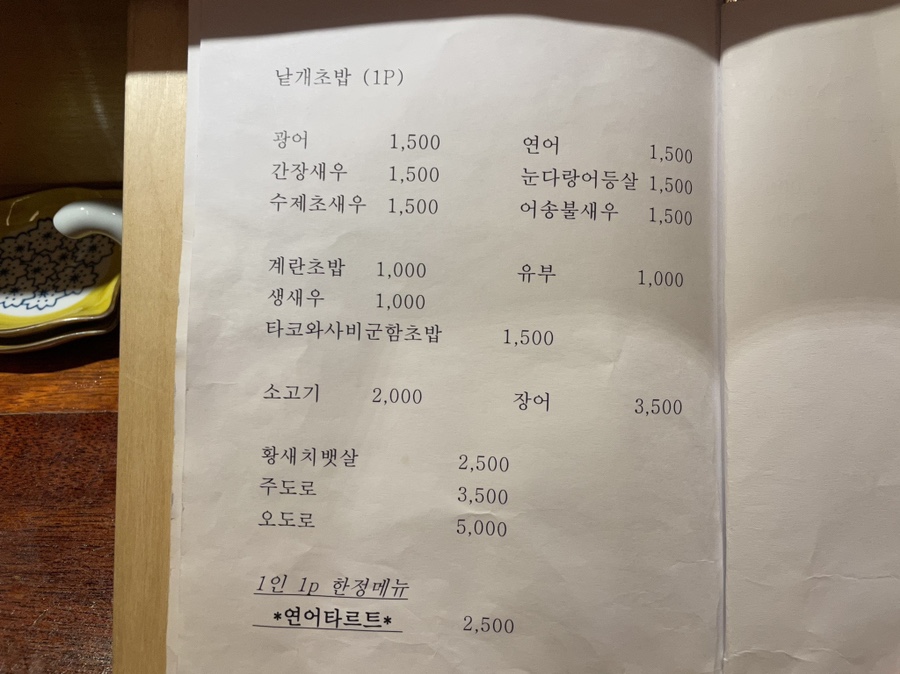 낱개초밥 (1P)
광어 1,500 연어 1,500
간장새우 1,500 눈다랑어등살 1,500
수제초새우 1,500 어송불새우 1,500
계란초밥 1,000 유부 1,000
생새우 1,000
타코와사비군함초밥 1,500
소고기 2,000 장어 3,500
황새치뱃살 2,500
주도로 3,500
오도로 5,000
1인 1p 한정메뉴
*연어타르트* 2,500